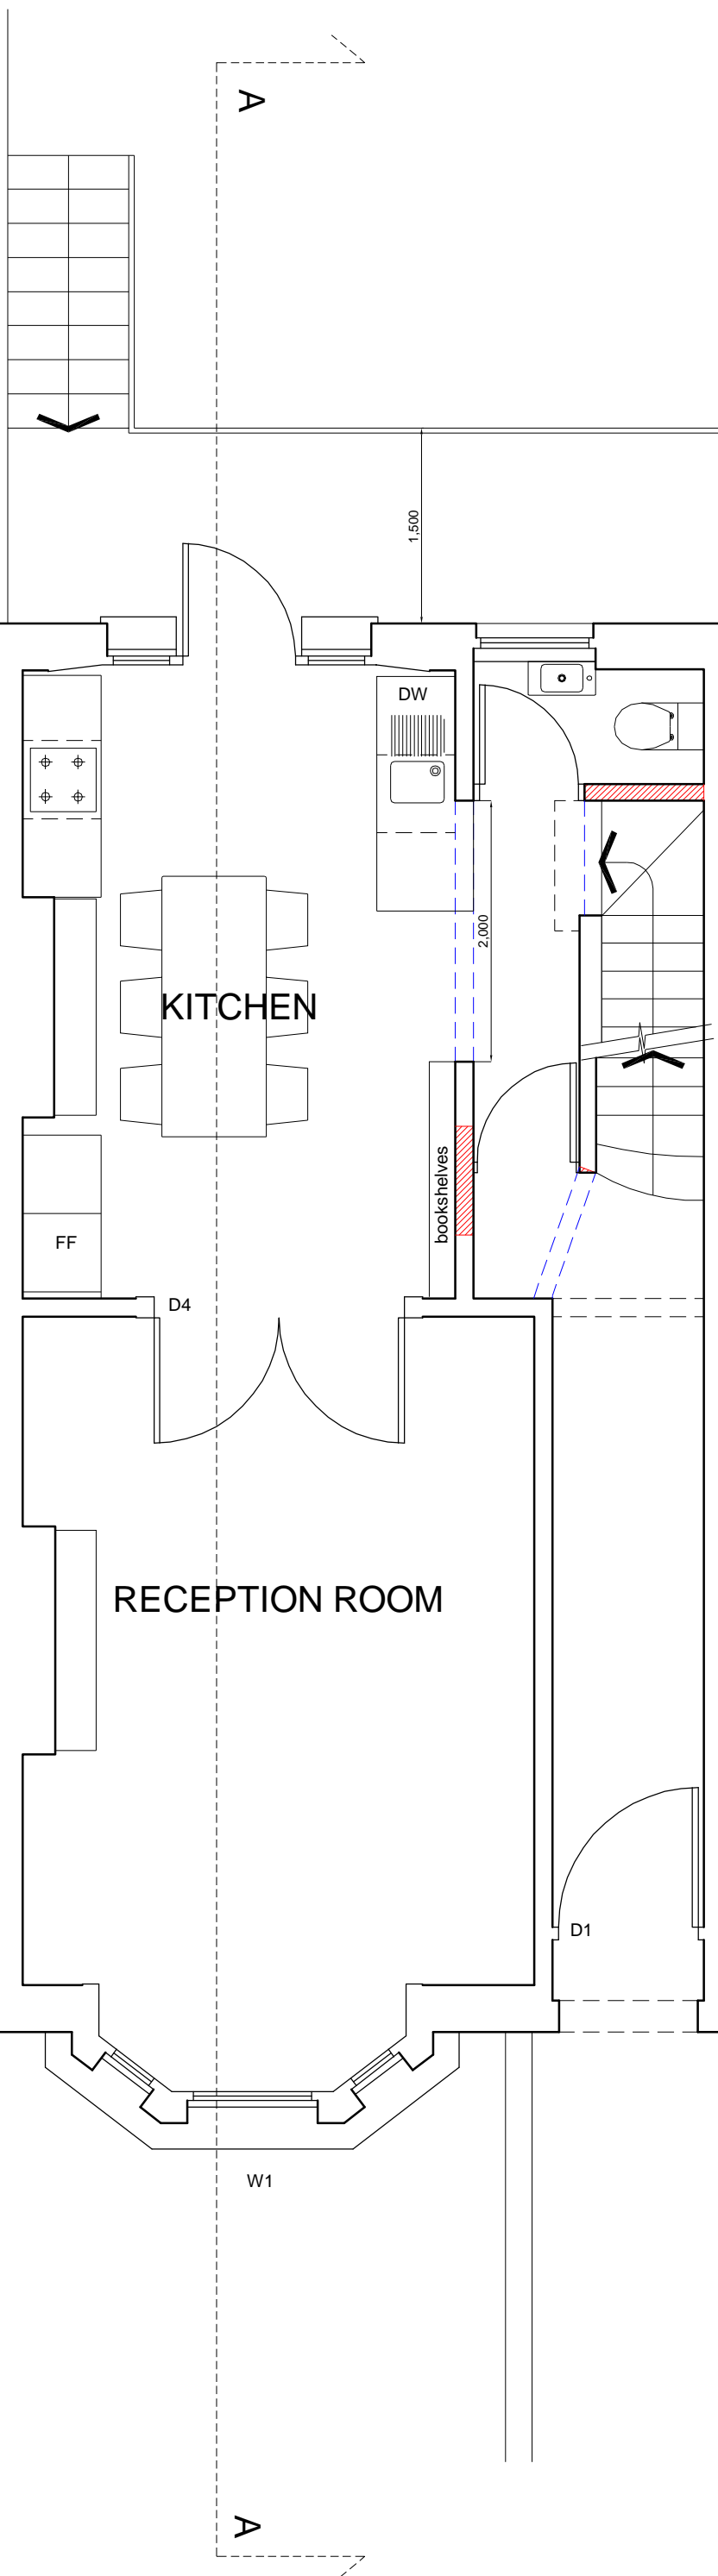 A
1,500
DW
2,000
KITCHEN
bookshelves
FF
D4
RECEPTION ROOM
D1
W1
A